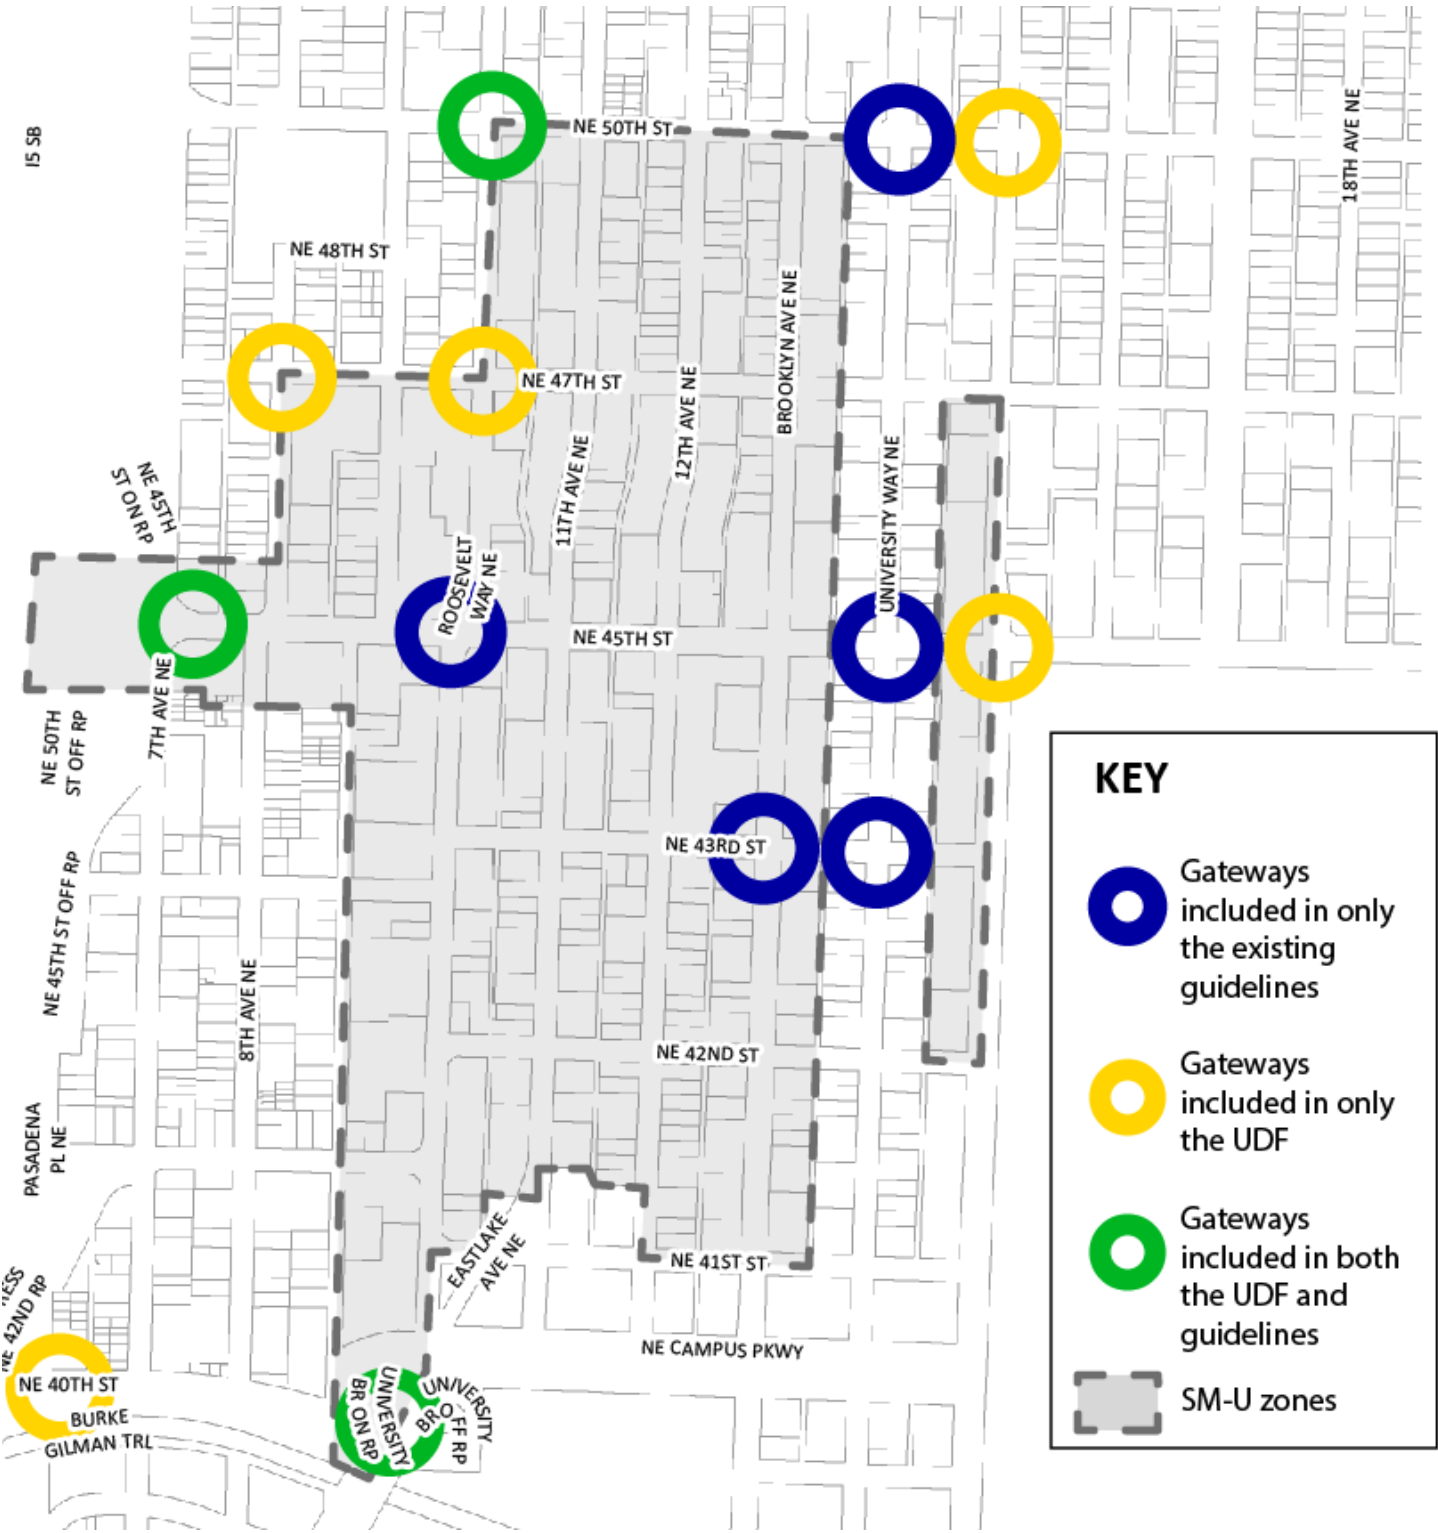 I5 SB
NE 50TH ST
18TH AVE NE
NE 48TH ST
BROOKLYN AVE NE
NE 47TH ST
12TH AVE NE
11TH AVE NE
UNIVERSITY WAY NE
NE 45TH
ST ON RP
ROOSEVELT
WAY NE
NE 45TH ST
7TH AVE NE
NE 50TH
ST OFF RP
NE 43RD ST
NE 45TH ST OFF RP
8TH AVE NE
NE 42ND ST
PASADENA
PL NE
EASTLAKE
AVE NE
NE 41ST ST
NE 42ND RP
NE CAMPUS PKWY
NE 40TH ST
BURKE
GILMAN TRL
UNIVERSITY
BR ON RP
UNIVERSITY
BR OFF RP
KEY
Gateways
included in only
the existing
guidelines
Gateways
included in only
the UDF
Gateways
included in both
the UDF and
guidelines
SM-U zones